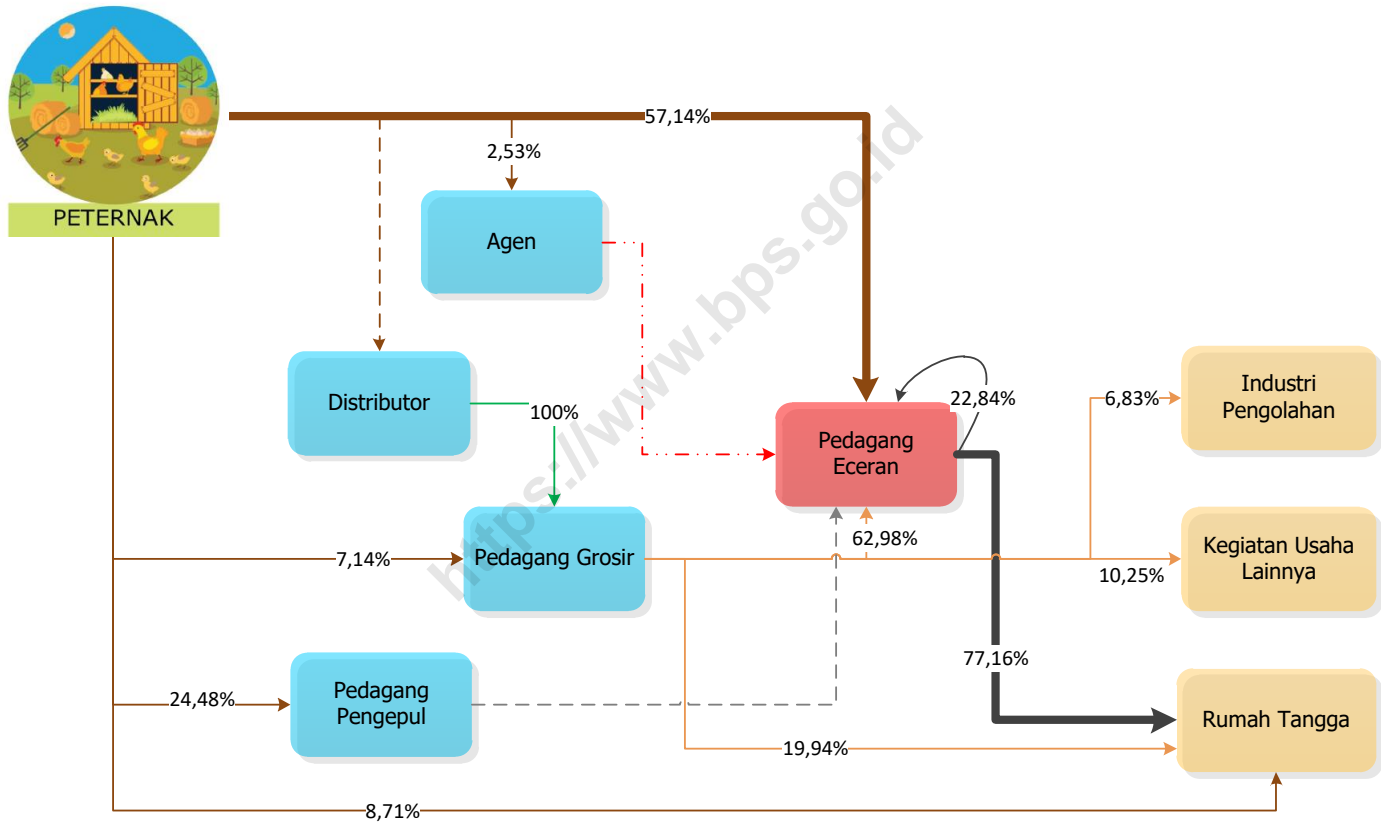 57,14%
2,53%
PETERNAK
Agen
Distributor
100%
22,84%
Pedagang
Eceran
6,83%
Industri
Pengolahan
62,98%
7,14%
Pedagang Grosir
10,25%
Kegiatan Usaha
Lainnya
77,16%
24,48%
Pedagang
Pengepul
Rumah Tangga
19,94%
8,71%
https://www.bps.go.id